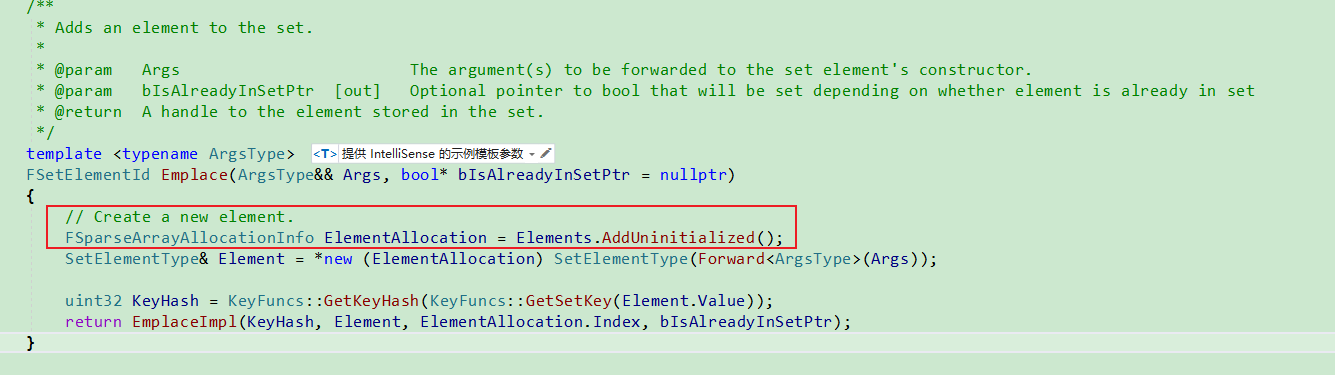 /**
* Adds an element to the set.
*
* @param Args The argument(s) to be forwarded to the set element's constructor.
* @param bIsAlreadyInSetPtr [out] Optional pointer to bool that will be set depending on whether element is already in set
* @return A handle to the element stored in the set.
*/
template <typename ArgsType> <T> 提供 IntelliSense 的示例模板参数
FSetElementId Emplace(ArgsType&& Args, bool* bIsAlreadyInSetPtr = nullptr)
{
// Create a new element.
FSparseArrayAllocationInfo ElementAllocation = Elements.AddUninitialized();
SetElementType& Element = *new (ElementAllocation) SetElementType(Forward<ArgsType>(Args));
uint32 KeyHash = KeyFuncs::GetKeyHash(KeyFuncs::GetSetKey(Element.Value));
return EmplaceImpl(KeyHash, Element, ElementAllocation.Index, bIsAlreadyInSetPtr);
}